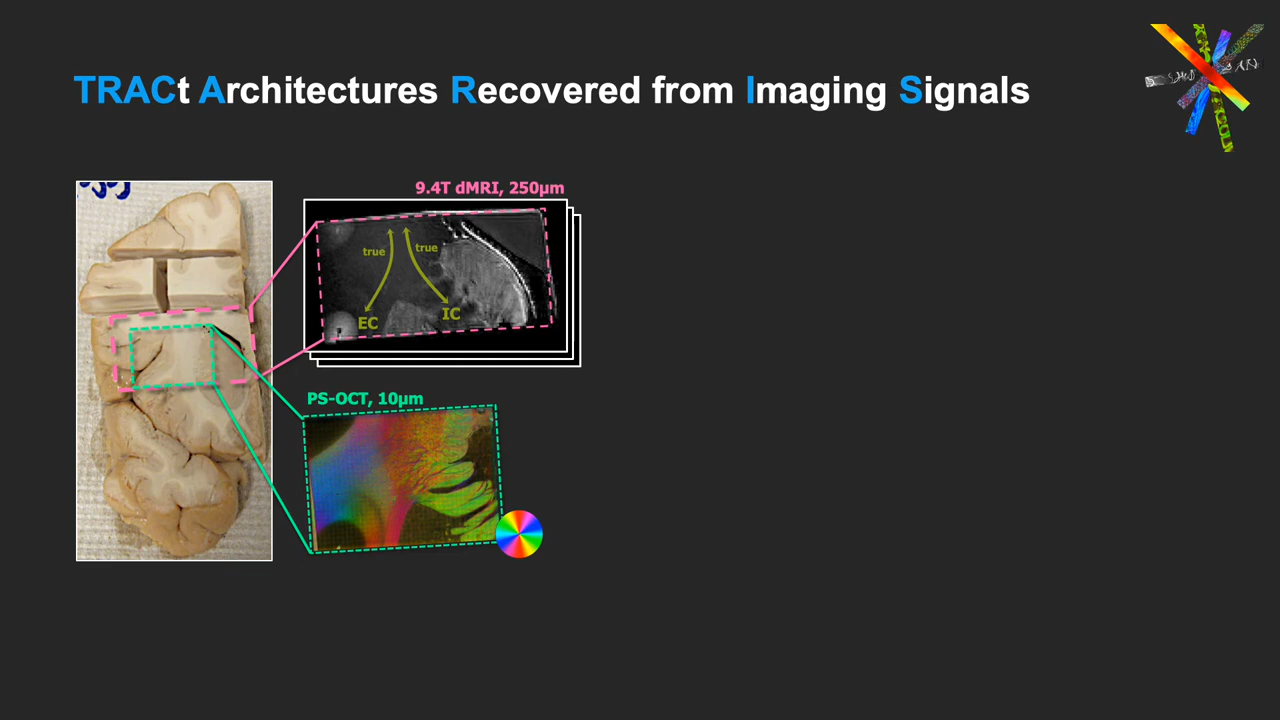 TRACt Architectures Recovered from Imaging Signals
9.4T dMRI, 250µm
true
true
EC
IC
PS-OCT, 10µm